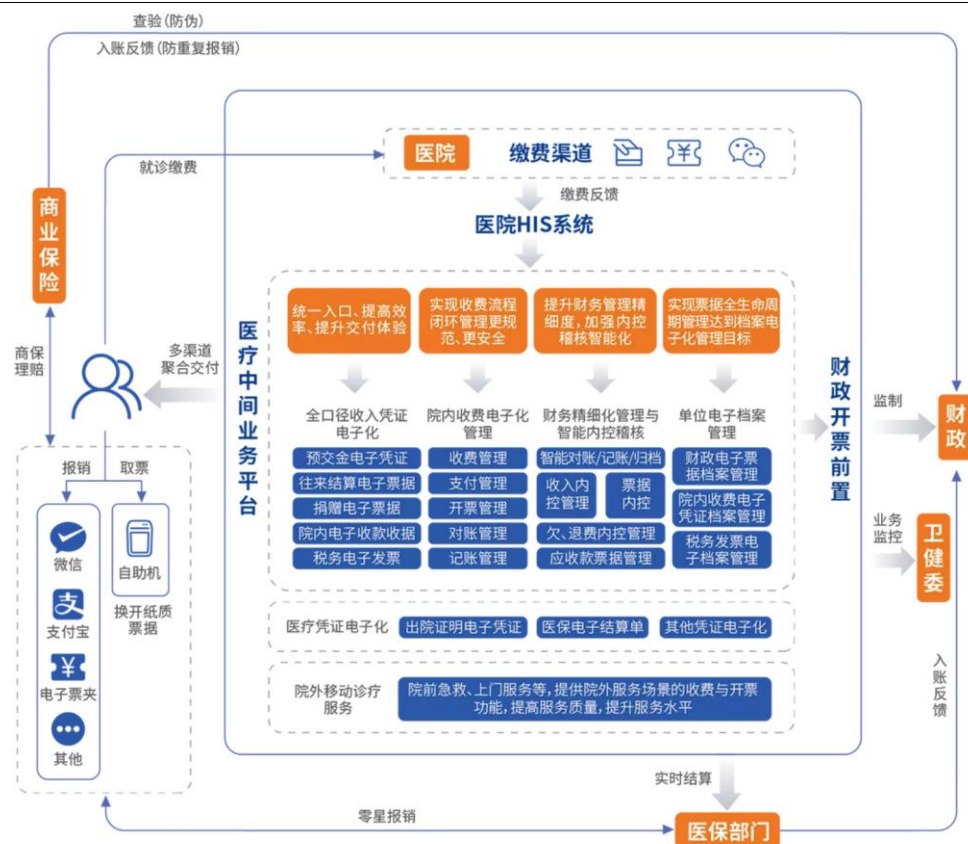 查验(防伪)
入账反馈(防重复报销)
医院
缴费渠道
就诊缴费
缴费反馈
医院HIS系统
商业保险
商保
理赔
多渠道
聚合交付
医疗中间业务平台
统一入口、提高效
率、提升交付体验
实现收费流程
闭环管理更规
范、更安全
提升财务管理精
细度,加强内控
稽核智能化
实现票据全生命周
期管理达到档案电
子化管理目标
全口径收入凭证
电子化
院内收费电子化
管理
财务精细化管理与
智能内控稽核
单位电子档案
管理
预交金电子凭证
往来结算电子票据
捐赠电子票据
院内电子收款收据
税务电子发票
收费管理
支付管理
开票管理
对账管理
记账管理
智能对账/记账/归档
收入内
控管理
票据
内控
欠、退费内控管理
应收款票据管理
财政电子票
据档案管理
院内收费电子
凭证档案管理
税务发票电
子档案管理
医疗凭证电子化
出院证明电子凭证
医保电子结算单
其他凭证电子化
院外移动诊疗
服务
院前急救、上门服务等,提供院外服务场景的收费与开票
功能,提高服务质量,提升服务水平
财政开票前置
监制
财政
业务
监控
卫健委
入账反馈
报销
取票
微信
支付宝
电子票夹
其他
自助机
换开纸质
票据
实时结算
零星报销
医保部门